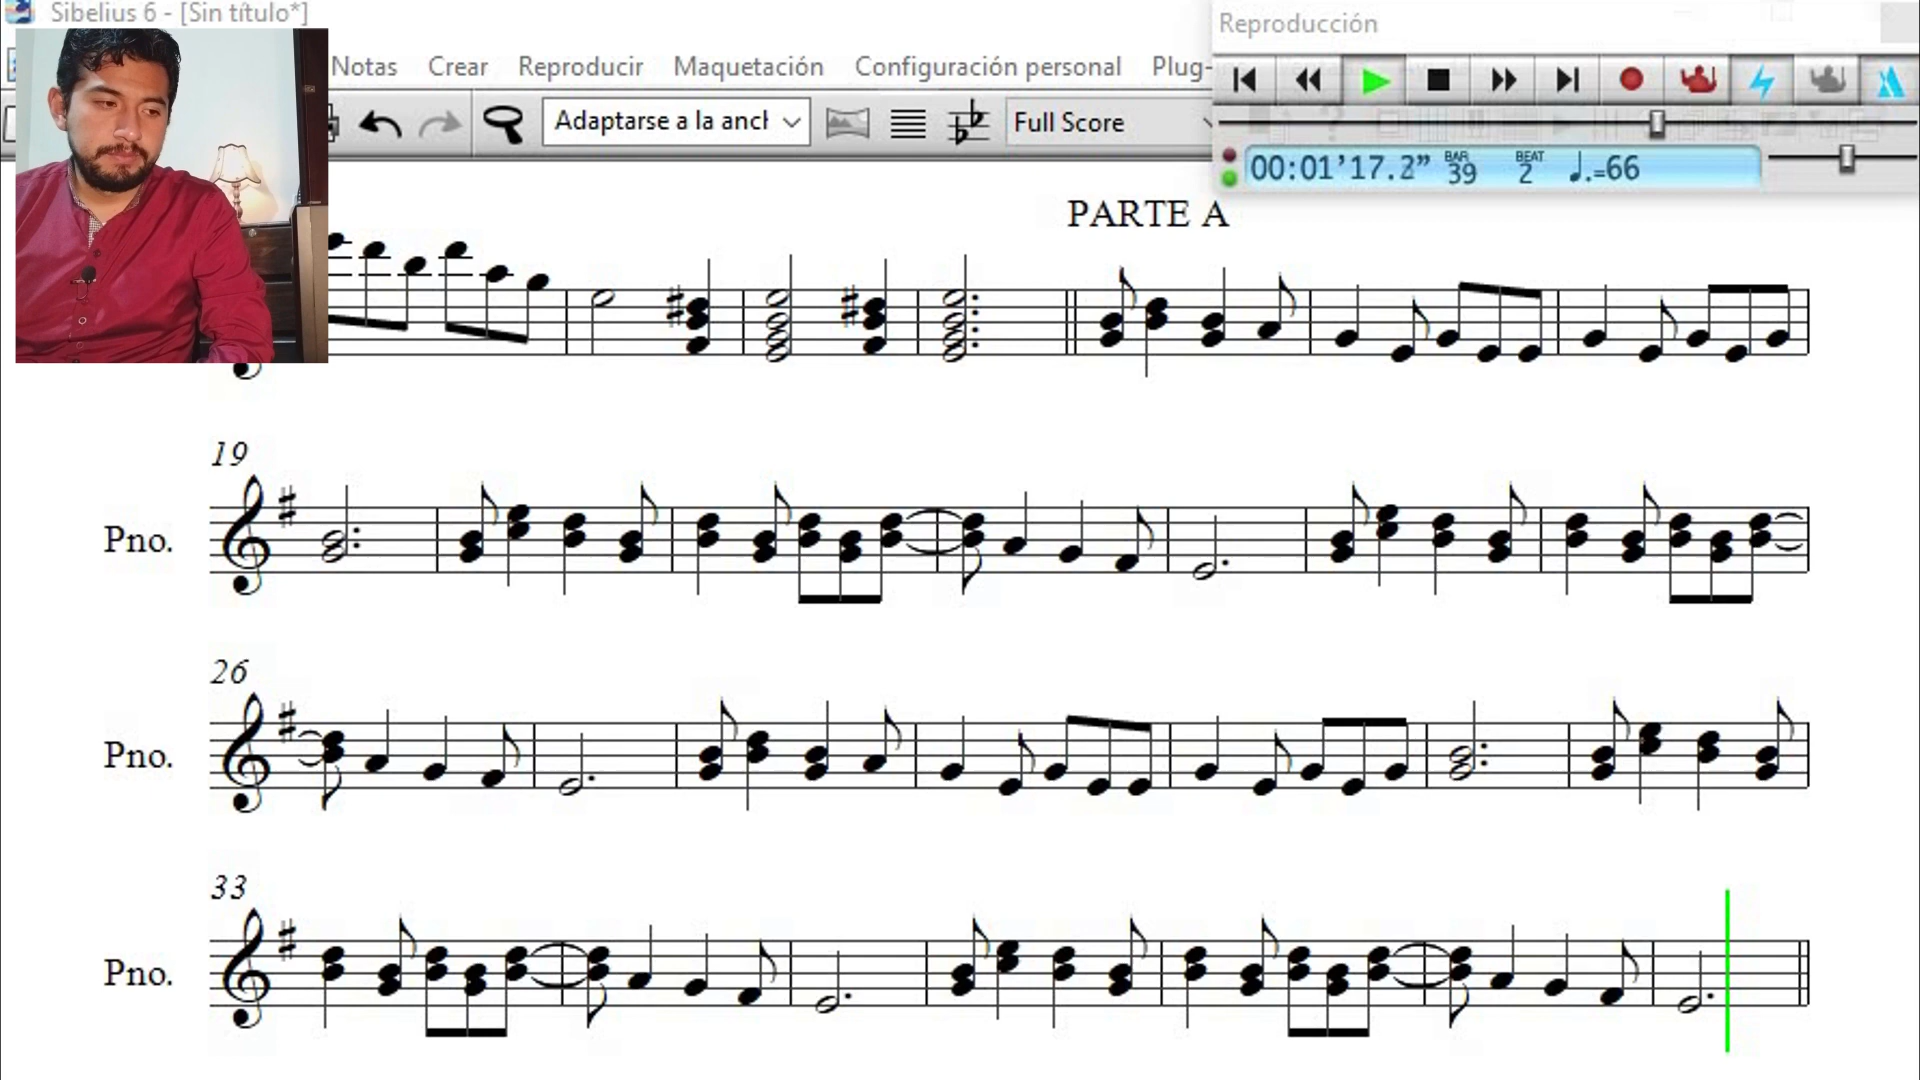 Sibelius 6 - [Sin título*]
Reproducción
Notas Crear Reproducir Maquetación Configuración personal Plug-
Adaptarse a la anch Full Score
00:01'17.2" BAR 39 BEAT 2 ♩.=66
PARTE A
19
Pno.
26
Pno.
33
Pno.